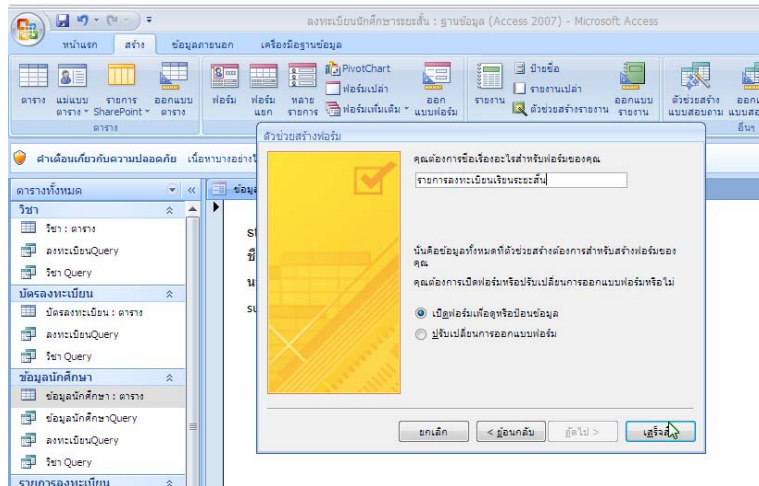 ลงทะเบียนนักศึกษาระยะสั้น : ฐานข้อมูล (Access 2007) - Microsoft Access
หน้าแรก สร้าง ข้อมูลภายนอก เครื่องมือฐานข้อมูล
ตาราง แม่แบบตาราง รายการ SharePoint ออกแบบตาราง
ฟอร์ม ฟอร์มแยก หลายรายการ
PivotChart
ฟอร์มเปล่า
ฟอร์มเพิ่มเติม
ออกแบบฟอร์ม
รายงาน
ป้ายชื่อ
รายงานเปล่า
ตัวช่วยสร้างรายงาน
ออกแบบรายงาน
ตัวช่วยสร้างแบบสอบถาม
ตาราง
อื่นๆ
คำเตือนเกี่ยวกับความปลอดภัย เนื้อหาบางอย่าง
ตารางทั้งหมด
วิชา
วิชา : ตาราง
ลงทะเบียนQuery
วิชา Query
บัตรลงทะเบียน
บัตรลงทะเบียน : ตาราง
ลงทะเบียนQuery
วิชา Query
ข้อมูลนักศึกษา
ข้อมูลนักศึกษา : ตาราง
ข้อมูลนักศึกษาQuery
ลงทะเบียนQuery
วิชา Query
รายการลงทะเบียน
ตัวช่วยสร้างฟอร์ม
คุณต้องการชื่อเรื่องอะไรสำหรับฟอร์มของคุณ
รายการลงทะเบียนเรียนระยะสั้น
นั่นคือข้อมูลทั้งหมดที่ตัวช่วยสร้างต้องการสำหรับสร้างฟอร์มของ
คุณ
คุณต้องการเปิดฟอร์มหรือปรับเปลี่ยนการออกแบบฟอร์มหรือไม่
เปิดฟอร์มเพื่อดูหรือป้อนข้อมูล
ปรับเปลี่ยนการออกแบบฟอร์ม
ยกเลิก < ย้อนกลับ ถัดไป >